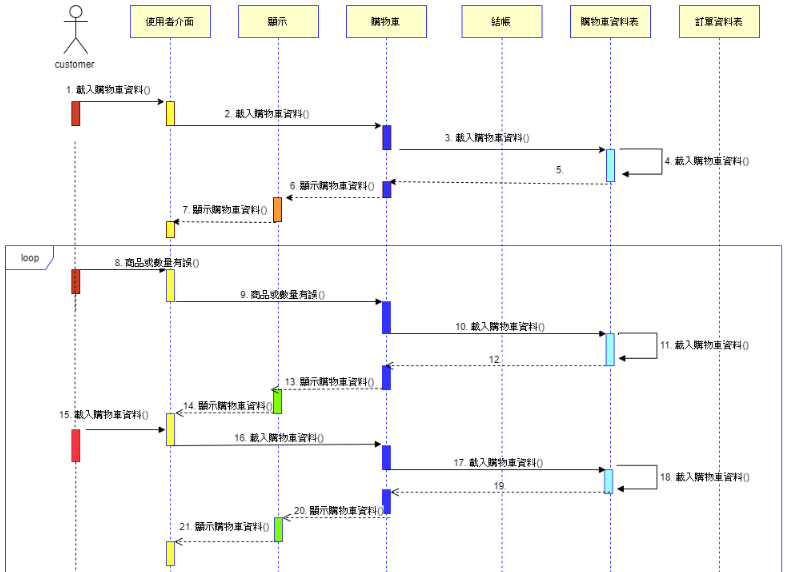 使用者介面
顯示
購物車
結帳
購物車資料表
訂單資料表
customer
1. 載入購物車資料()
2. 載入購物車資料()
3. 載入購物車資料()
4. 載入購物車資料()
5.
6. 顯示購物車資料()
7. 顯示購物車資料()
loop
8. 商品或數量有誤()
9. 商品或數量有誤()
10. 載入購物車資料()
11. 載入購物車資料()
12.
13. 顯示購物車資料()
14. 顯示購物車資料()
15. 載入購物車資料()
16. 載入購物車資料()
17. 載入購物車資料()
18. 載入購物車資料()
19.
20. 顯示購物車資料()
21. 顯示購物車資料()